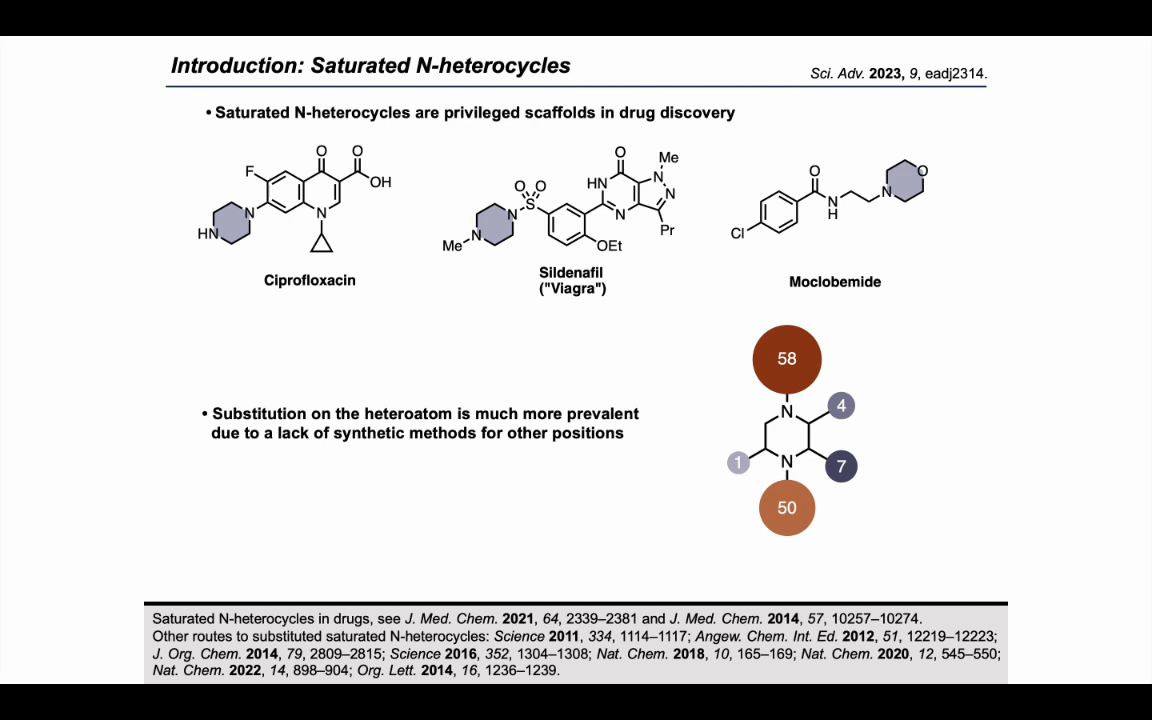 Introduction: Saturated N-heterocycles
Sci. Adv. 2023, 9, eadj2314.
• Saturated N-heterocycles are privileged scaffolds in drug discovery
F
O
O
OH
N
N
HN
Ciprofloxacin
O
Me
HN
N
N
N
O
O
S
N
N
Me
OEt
Pr
Sildenafil
("Viagra")
O
N
H
N
O
Cl
Moclobemide
58
N
4
• Substitution on the heteroatom is much more prevalent
due to a lack of synthetic methods for other positions
1
N
7
50
Saturated N-heterocycles in drugs, see J. Med. Chem. 2021, 64, 2339–2381 and J. Med. Chem. 2014, 57, 10257–10274.
Other routes to substituted saturated N-heterocycles: Science 2011, 334, 1114–1117; Angew. Chem. Int. Ed. 2012, 51, 12219–12223;
J. Org. Chem. 2014, 79, 2809–2815; Science 2016, 352, 1304–1308; Nat. Chem. 2018, 10, 165–169; Nat. Chem. 2020, 12, 545–550;
Nat. Chem. 2022, 14, 898–904; Org. Lett. 2014, 16, 1236–1239.